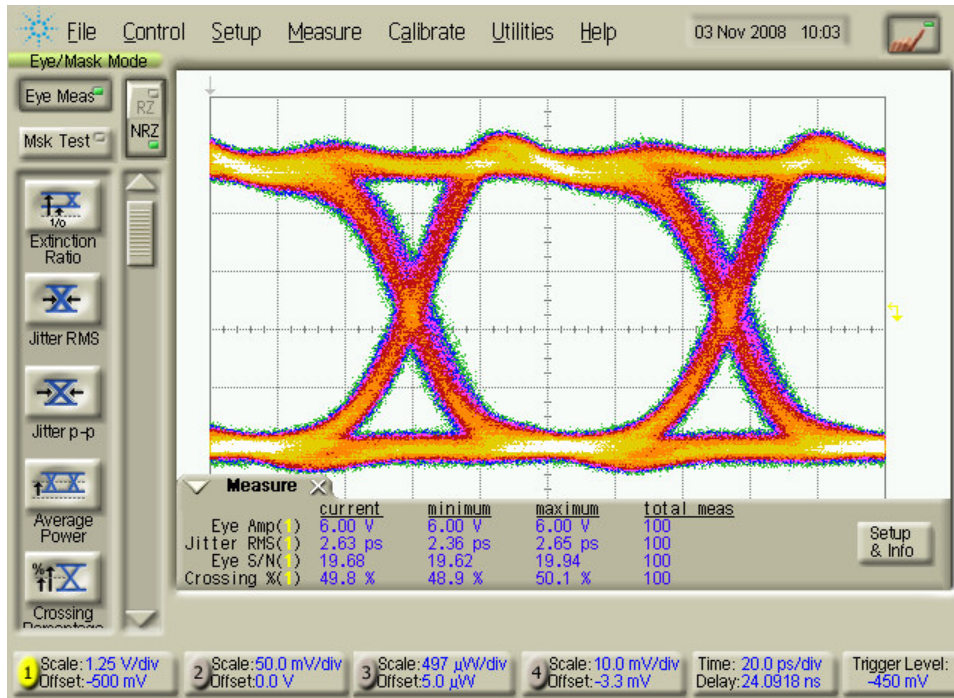 File Control Setup Measure Calibrate Utilities Help 03 Nov 2008 10:03
Eye/Mask Mode
Eye Meas
RZ
NRZ
Msk Test
1/0
Extinction
Ratio
Jitter RMS
Jitter p-p
Average
Power
%
Crossing
Percentage
Measure
current minimum maximum total meas
Eye Amp(1) 6.00 V 6.00 V 6.00 V 100
Jitter RMS(1) 2.63 ps 2.36 ps 2.65 ps 100
Eye S/N(1) 19.68 19.62 19.94 100
Crossing %(1) 49.8 % 48.9 % 50.1 % 100
Setup
& Info
1 Scale:1.25 V/div
Offset:-500 mV
2 Scale:50.0 mV/div
Offset:0.0 V
3 Scale:497 µW/div
Offset:5.0 µW
4 Scale:10.0 mV/div
Offset:-3.3 mV
Time: 20.0 ps/div
Delay:24.0918 ns
Trigger Level:
-450 mV